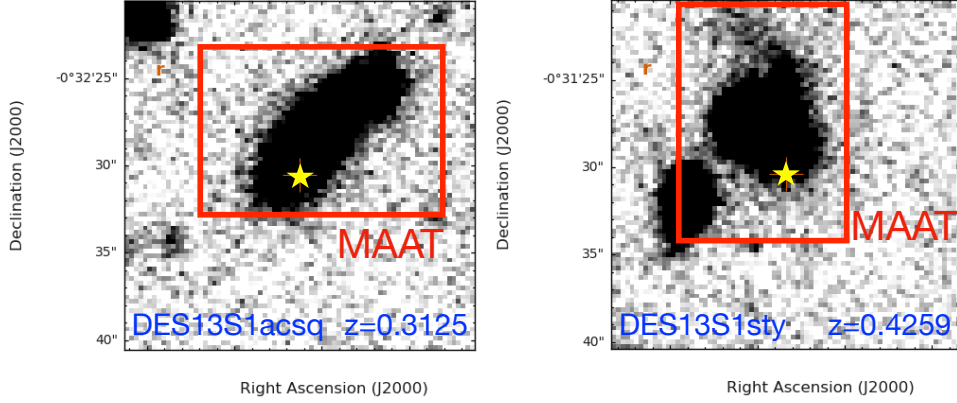 Declination (J2000)
-0°32'25"
30"
35"
40"
r
MAAT
DES13S1acsq z=0.3125
Right Ascension (J2000)
Declination (J2000)
-0°31'25"
30"
35"
40"
r
MAAT
DES13S1sty z=0.4259
Right Ascension (J2000)